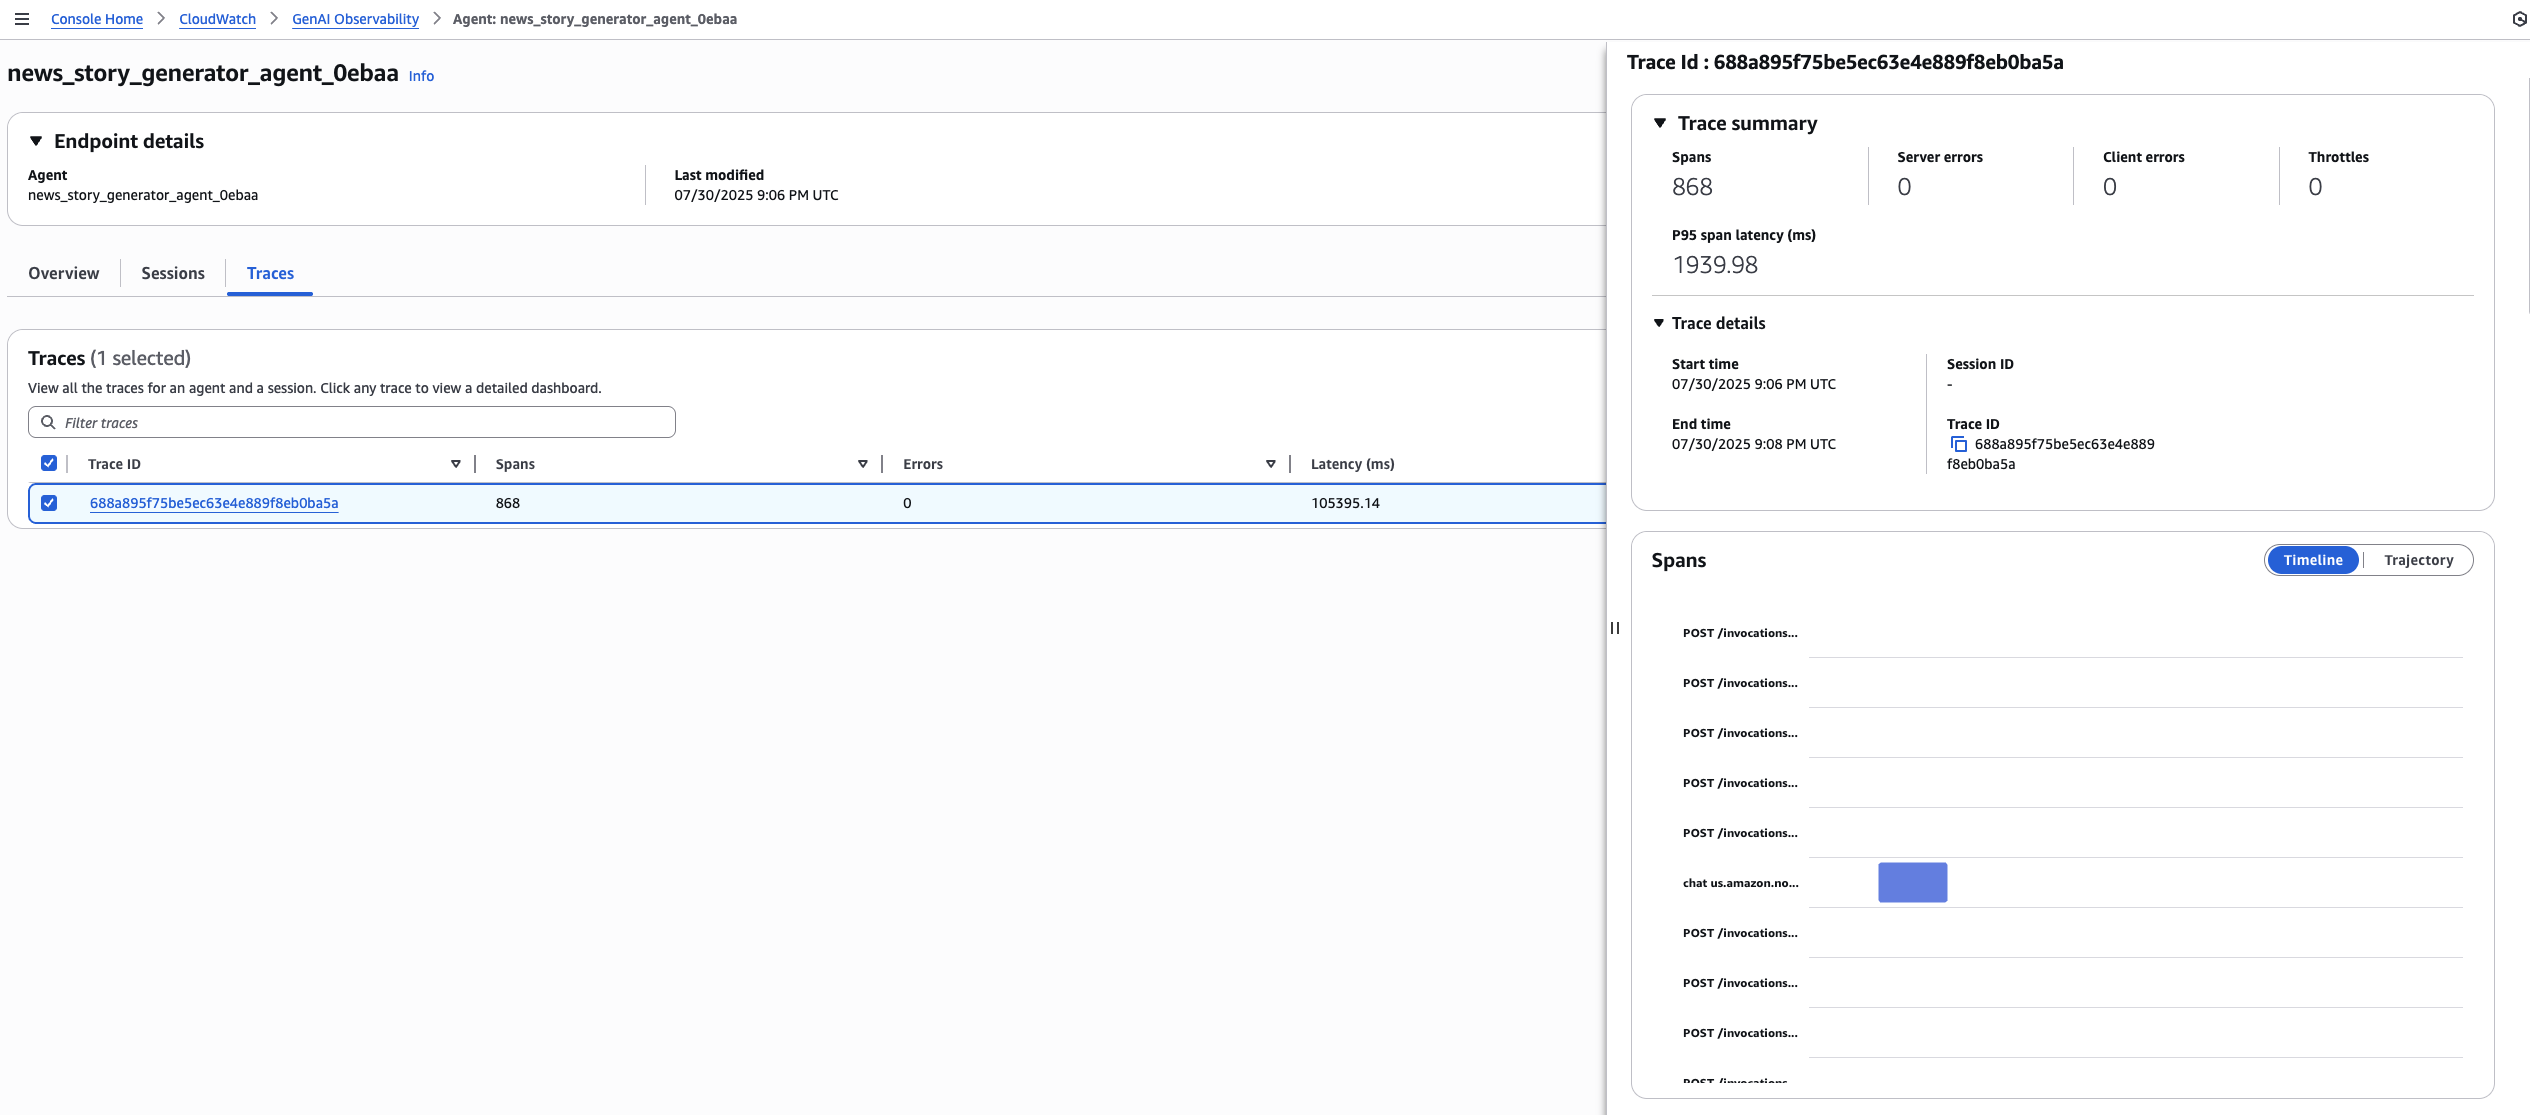 Console Home > CloudWatch > GenAI Observability > Agent: news_story_generator_agent_0ebaa
news_story_generator_agent_0ebaa Info
Endpoint details
Agent
news_story_generator_agent_0ebaa
Last modified
07/30/2025 9:06 PM UTC
Overview
Sessions
Traces
Traces (1 selected)
View all the traces for an agent and a session. Click any trace to view a detailed dashboard.
Filter traces
Trace ID Spans Errors Latency (ms)
688a895f75be5ec63e4e889f8eb0ba5a 868 0 105395.14
Trace Id : 688a895f75be5ec63e4e889f8eb0ba5a
Trace summary
Spans
868
Server errors
0
Client errors
0
Throttles
0
P95 span latency (ms)
1939.98
Trace details
Start time
07/30/2025 9:06 PM UTC
End time
07/30/2025 9:08 PM UTC
Session ID
-
Trace ID
688a895f75be5ec63e4e889
f8eb0ba5a
Spans
Timeline
Trajectory
POST /invocations...
POST /invocations...
POST /invocations...
POST /invocations...
POST /invocations...
chat us.amazon.no...
POST /invocations...
POST /invocations...
POST /invocations...
POST /invocations...